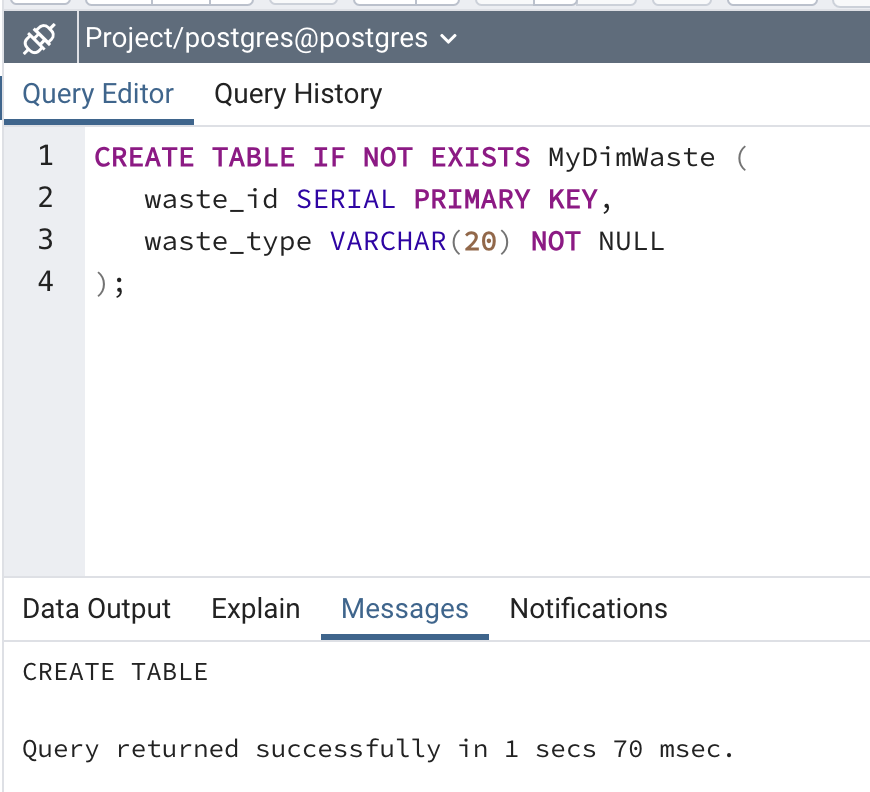 Project/postgres@postgres
Query Editor Query History
1 CREATE TABLE IF NOT EXISTS MyDimWaste (
2 waste_id SERIAL PRIMARY KEY,
3 waste_type VARCHAR(20) NOT NULL
4 );
Data Output Explain Messages Notifications
CREATE TABLE
Query returned successfully in 1 secs 70 msec.